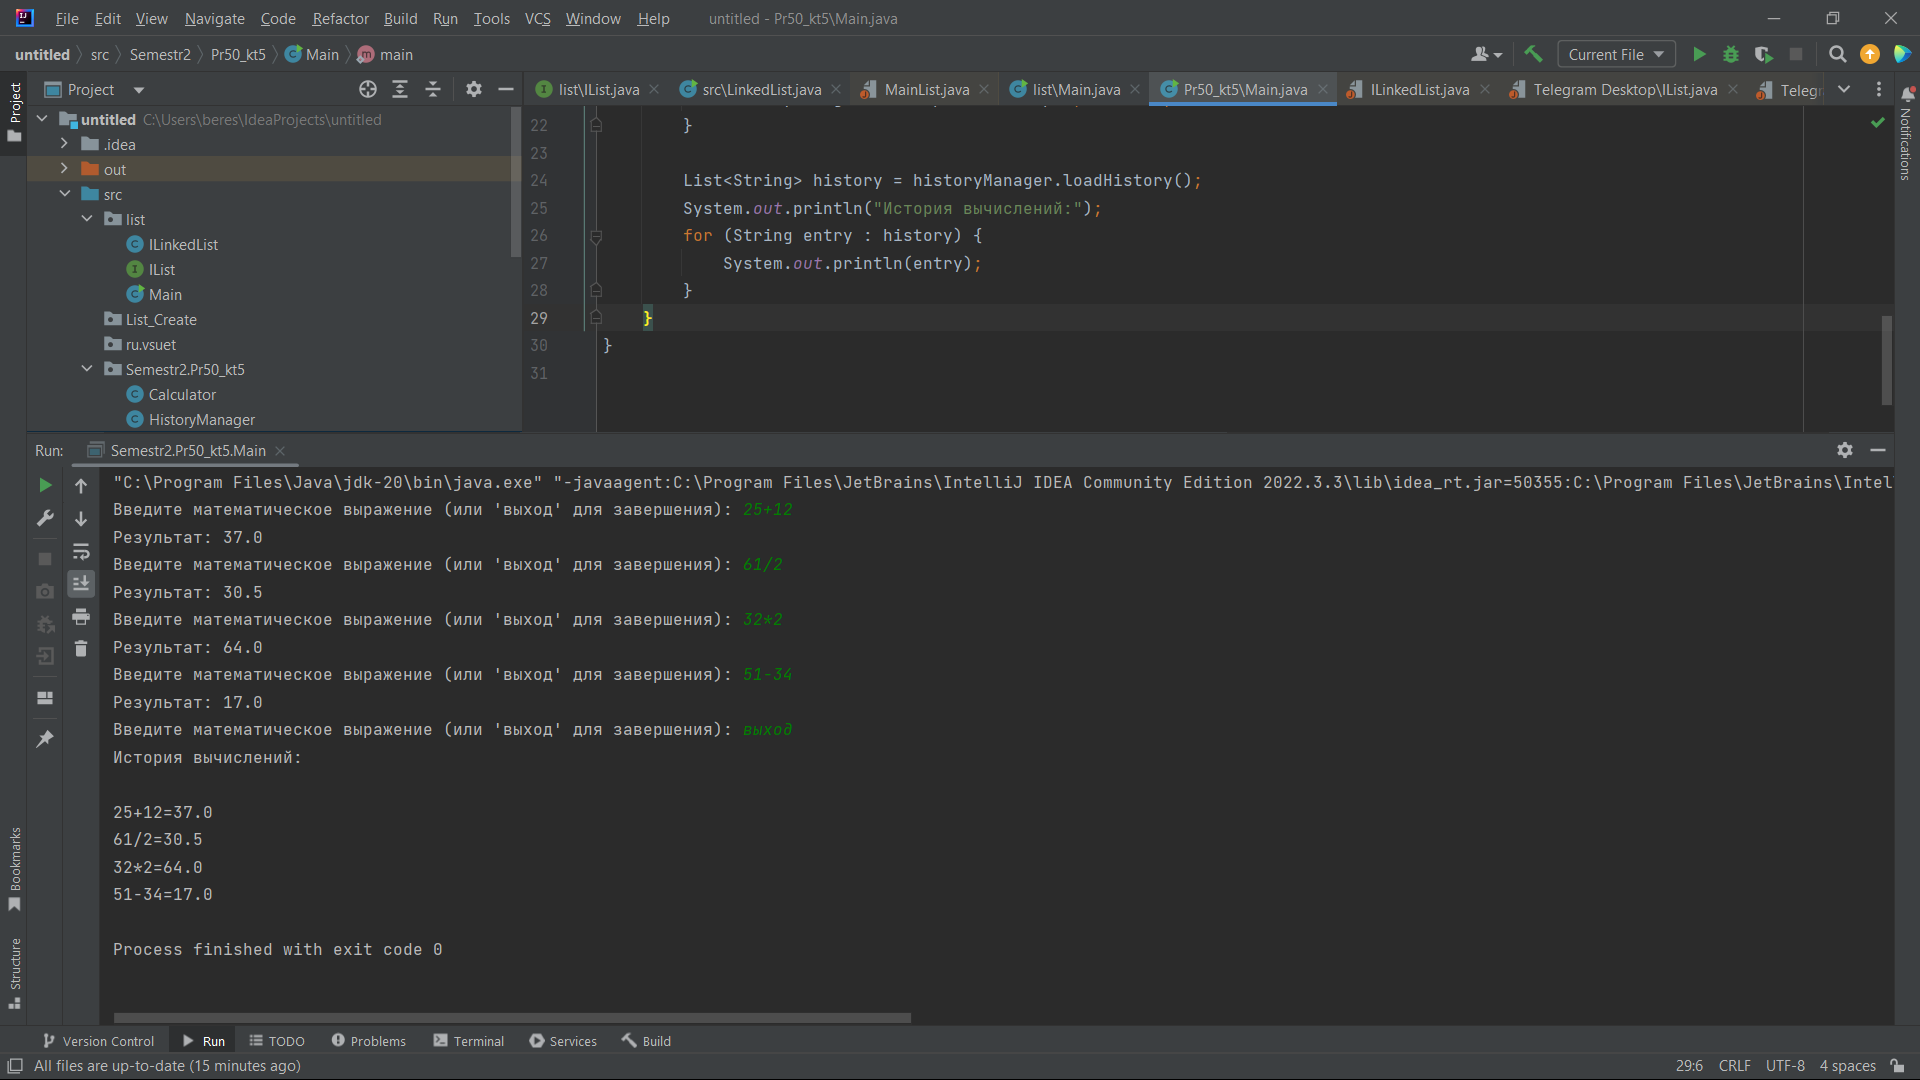 File Edit View Navigate Code Refactor Build Run Tools VCS Window Help untitled - Pr50_kt5\Main.java
untitled src Semestr2 Pr50_kt5 Main main Current File
Project Project list\IList.java src\LinkedList.java MainList.java list\Main.java Pr50_kt5\Main.java ILinkedList.java Telegram Desktop\IList.java Telegr
Notifications
untitled C:\Users\beres\IdeaProjects\untitled
.idea
out
src
list
ILinkedList
IList
Main
List_Create
ru.vsuet
Semestr2.Pr50_kt5
Calculator
HistoryManager
22 }
23
24 List<String> history = historyManager.loadHistory();
25 System.out.println("История вычислений:");
26 for (String entry : history) {
27 System.out.println(entry);
28 }
29 }
30 }
31
Run: Semestr2.Pr50_kt5.Main
"C:\Program Files\Java\jdk-20\bin\java.exe" "-javaagent:C:\Program Files\JetBrains\IntelliJ IDEA Community Edition 2022.3.3\lib\idea_rt.jar=50355:C:\Program Files\JetBrains\Intel
Введите математическое выражение (или 'выход' для завершения): 25+12
Результат: 37.0
Введите математическое выражение (или 'выход' для завершения): 61/2
Результат: 30.5
Введите математическое выражение (или 'выход' для завершения): 32*2
Результат: 64.0
Введите математическое выражение (или 'выход' для завершения): 51-34
Результат: 17.0
Введите математическое выражение (или 'выход' для завершения): выход
История вычислений:
25+12=37.0
61/2=30.5
32*2=64.0
51-34=17.0
Process finished with exit code 0
Bookmarks
Structure
Version Control Run TODO Problems Terminal Services Build
All files are up-to-date (15 minutes ago) 29:6 CRLF UTF-8 4 spaces